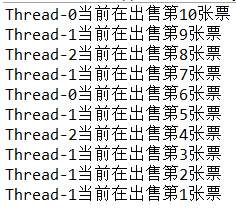 Thread-0当前在出售第10张票
Thread-1当前在出售第9张票
Thread-2当前在出售第8张票
Thread-1当前在出售第7张票
Thread-0当前在出售第6张票
Thread-1当前在出售第5张票
Thread-2当前在出售第4张票
Thread-1当前在出售第3张票
Thread-1当前在出售第2张票
Thread-1当前在出售第1张票